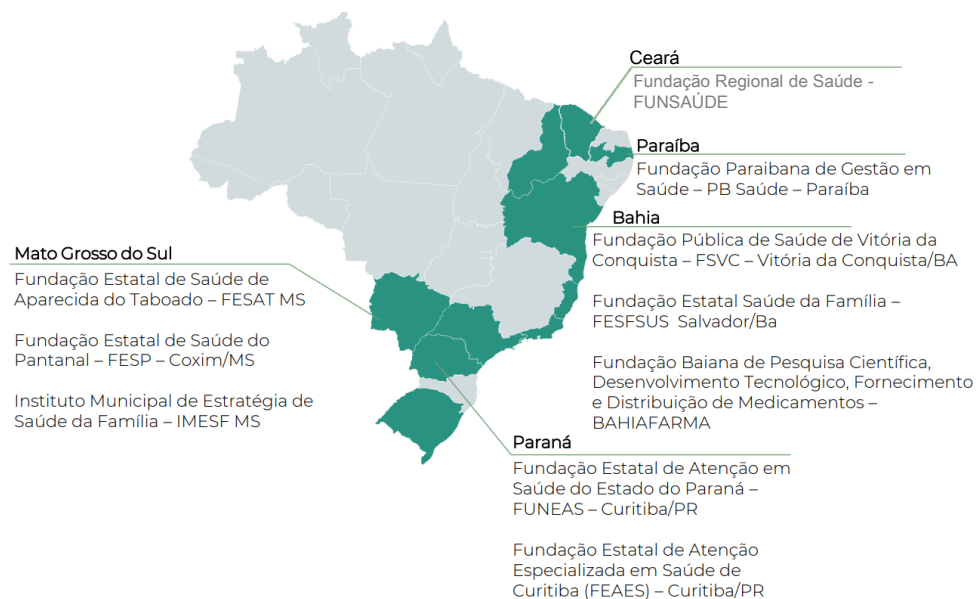 Ceará
Fundação Regional de Saúde -
FUNSAÚDE
Paraíba
Fundação Paraibana de Gestão em
Saúde – PB Saúde – Paraíba
Bahia
Fundação Pública de Saúde de Vitória da
Conquista – FSVC – Vitória da Conquista/BA
Fundação Estatal Saúde da Família –
FESFSUS  Salvador/Ba
Fundação Baiana de Pesquisa Científica,
Desenvolvimento Tecnológico, Fornecimento
e Distribuição de Medicamentos –
BAHIAFARMA
Mato Grosso do Sul
Fundação Estatal de Saúde de
Aparecida do Taboado – FESAT MS
Fundação Estatal de Saúde do
Pantanal – FESP – Coxim/MS
Instituto Municipal de Estratégia de
Saúde da Família – IMESF MS
Paraná
Fundação Estatal de Atenção em
Saúde do Estado do Paraná –
FUNEAS – Curitiba/PR
Fundação Estatal de Atenção
Especializada em Saúde de
Curitiba (FEAES) – Curitiba/PR